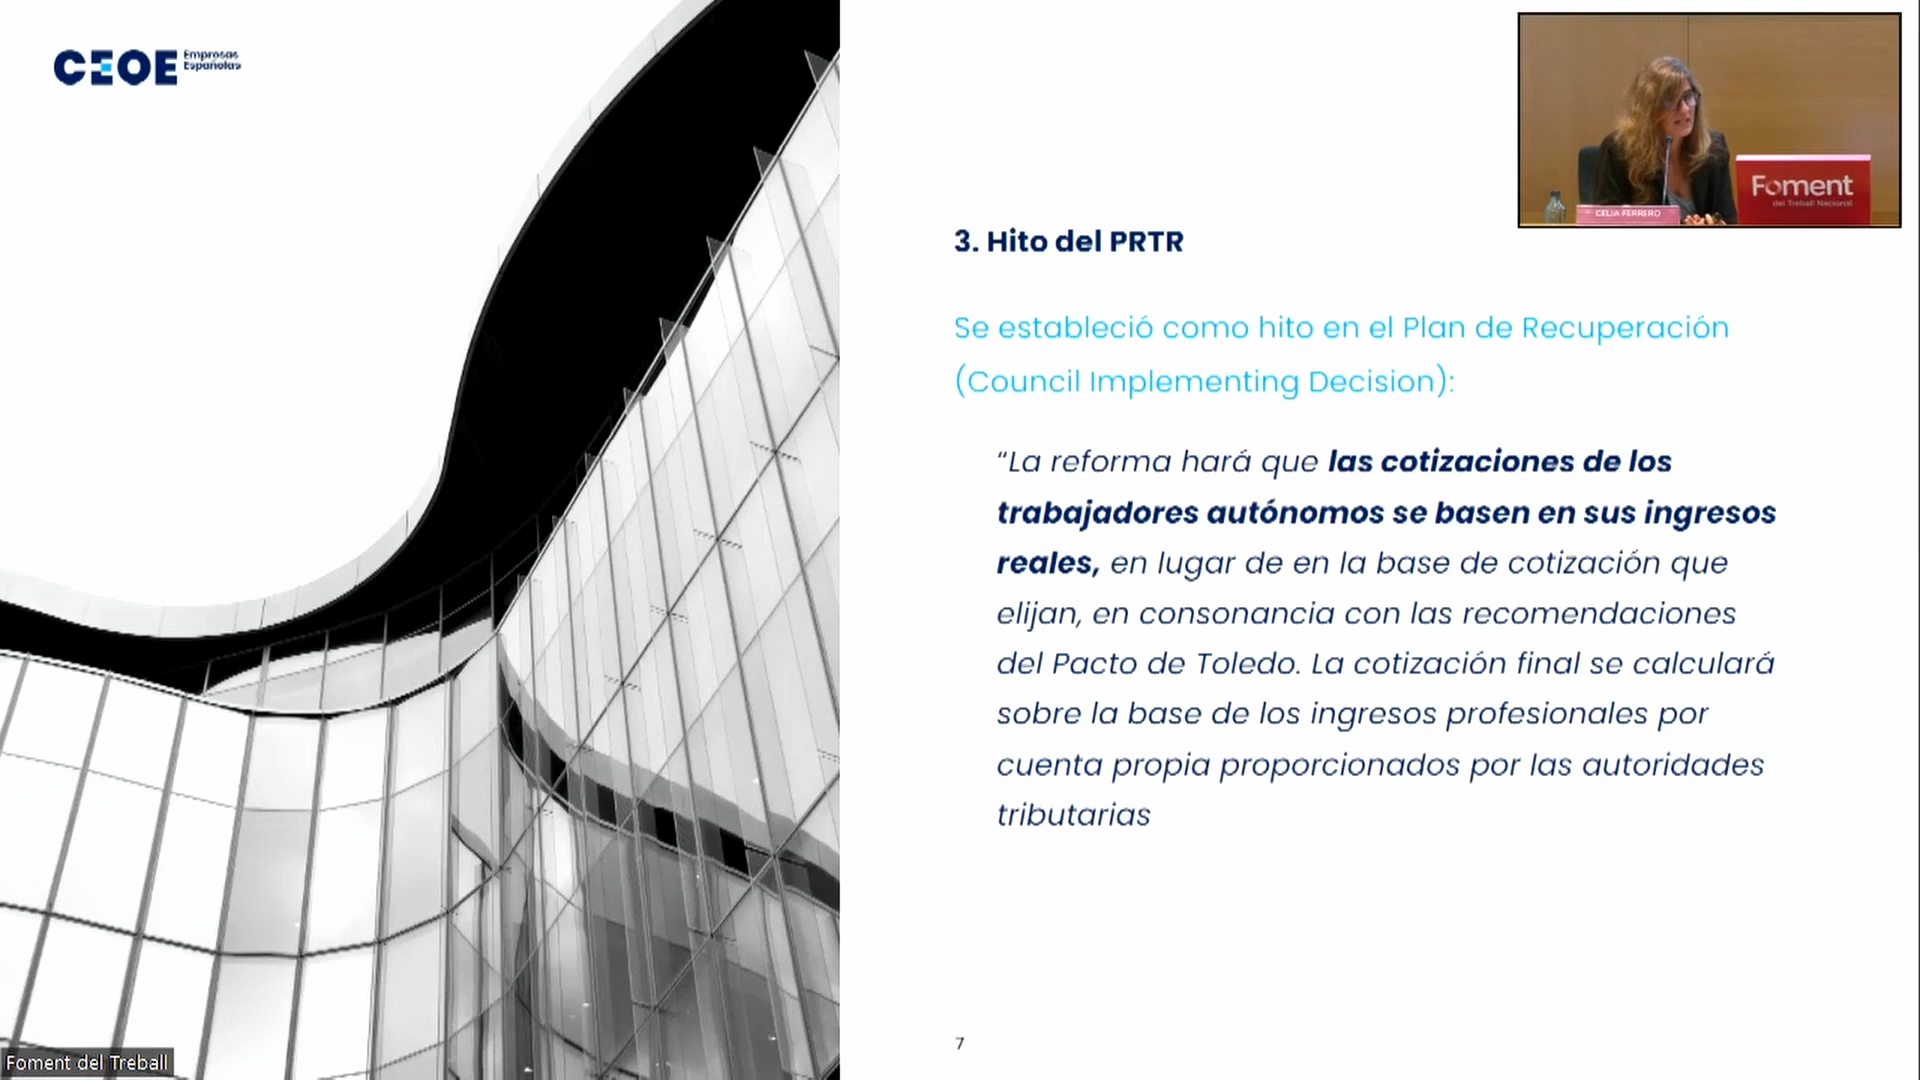 CEOE Empresas
Españolas
Foment
del Treball Nacional
CELIA FERRERO
3. Hito del PRTR
Se estableció como hito en el Plan de Recuperación
(Council Implementing Decision):
“La reforma hará que las cotizaciones de los
trabajadores autónomos se basen en sus ingresos
reales, en lugar de en la base de cotización que
elijan, en consonancia con las recomendaciones
del Pacto de Toledo. La cotización final se calculará
sobre la base de los ingresos profesionales por
cuenta propia proporcionados por las autoridades
tributarias
7
Foment del Treball